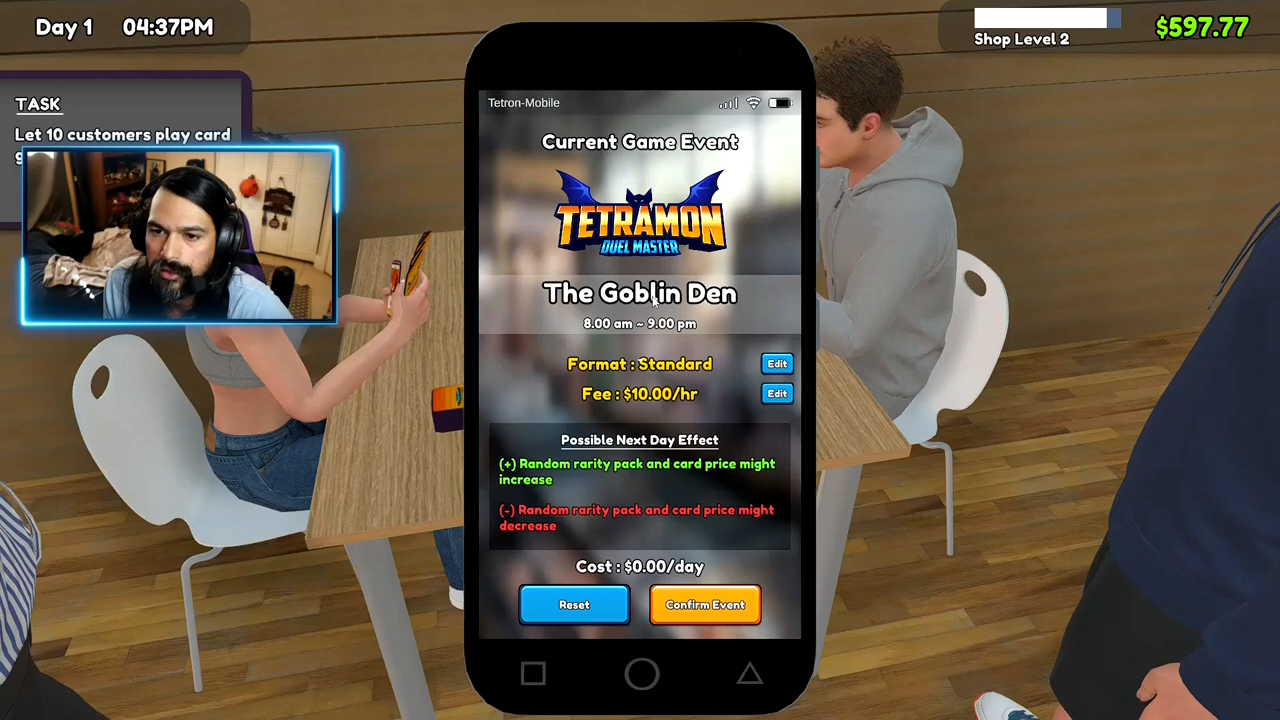 Day 1 04:37PM
Shop Level 2
$597.77
TASK
Let 10 customers play card
Tetron-Mobile
Current Game Event
TETRAMON
DUEL MASTER
The Goblin Den
8.00 am ~ 9.00 pm
Format : Standard
Edit
Fee : $10.00/hr
Edit
Possible Next Day Effect
(+) Random rarity pack and card price might
increase
(-) Random rarity pack and card price might
decrease
Cost : $0.00/day
Reset
Confirm Event